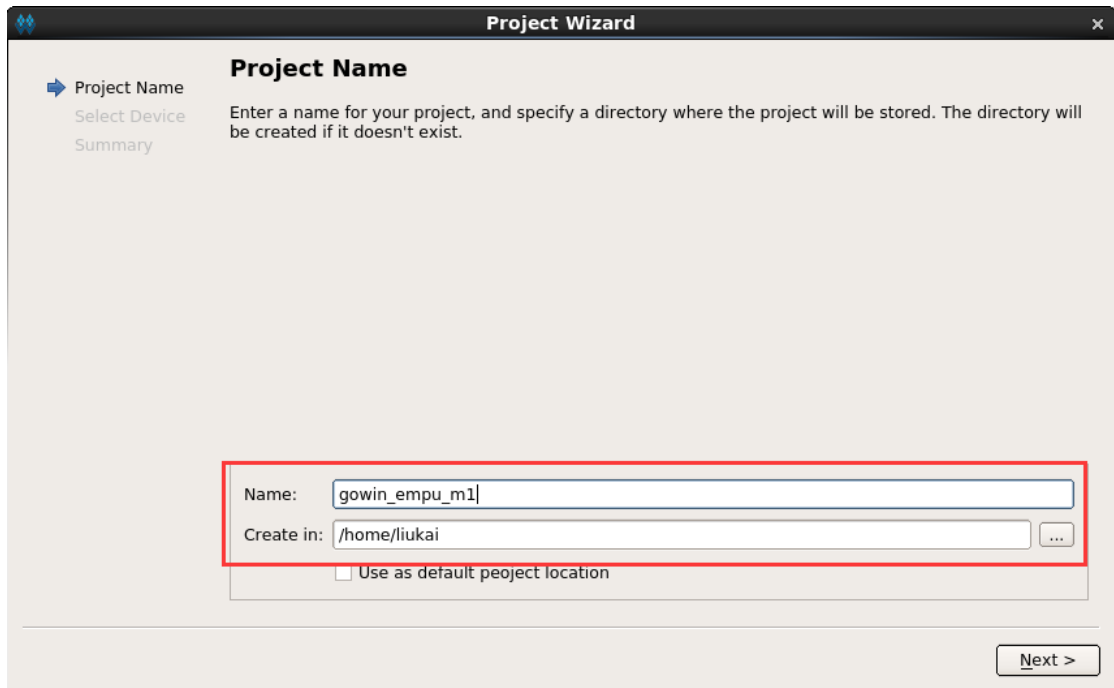 Project Wizard
Project Name
Select Device
Summary
Project Name
Enter a name for your project, and specify a directory where the project will be stored. The directory will
be created if it doesn't exist.
Name: gowin_empu_m1
Create in: /home/liukai ...
Use as default peoject location
Next >